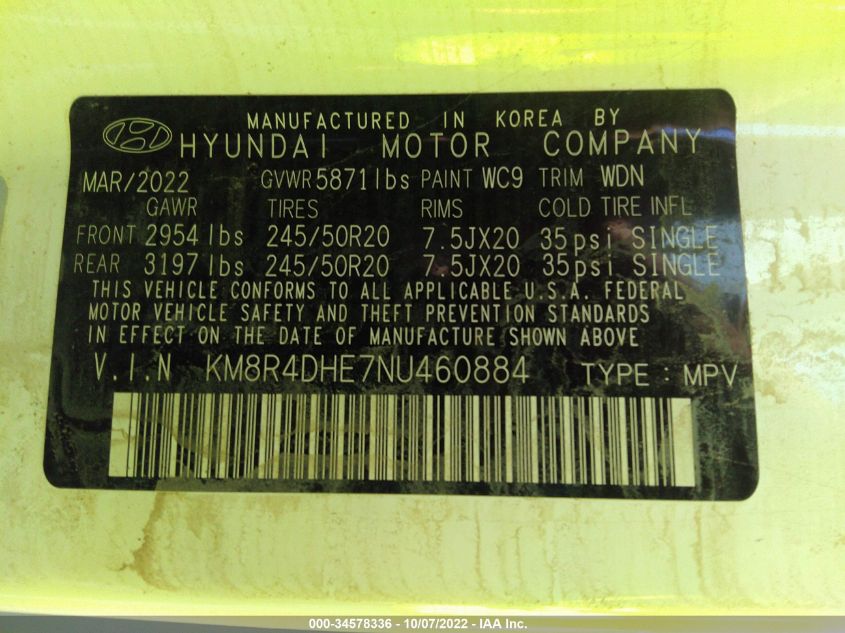 MANUFACTURED IN KOREA BY
HYUNDAI MOTOR COMPANY
MAR/2022 GVWR 5871lbs PAINT WC9 TRIM WDN
GAWR TIRES RIMS COLD TIRE INFL
FRONT 2954 lbs 245/50R20 7.5JX20 35psi SINGLE
REAR 3197 lbs 245/50R20 7.5JX20 35psi SINGLE
THIS VEHICLE CONFORMS TO ALL APPLICABLE U.S.A. FEDERAL
MOTOR VEHICLE SAFETY AND THEFT PREVENTION STANDARDS
IN EFFECT ON THE DATE OF MANUFACTURE SHOWN ABOVE
V.I.N KM8R4DHE7NU460884 TYPE : MPV
000-34578336 - 10/07/2022 - IAA Inc.